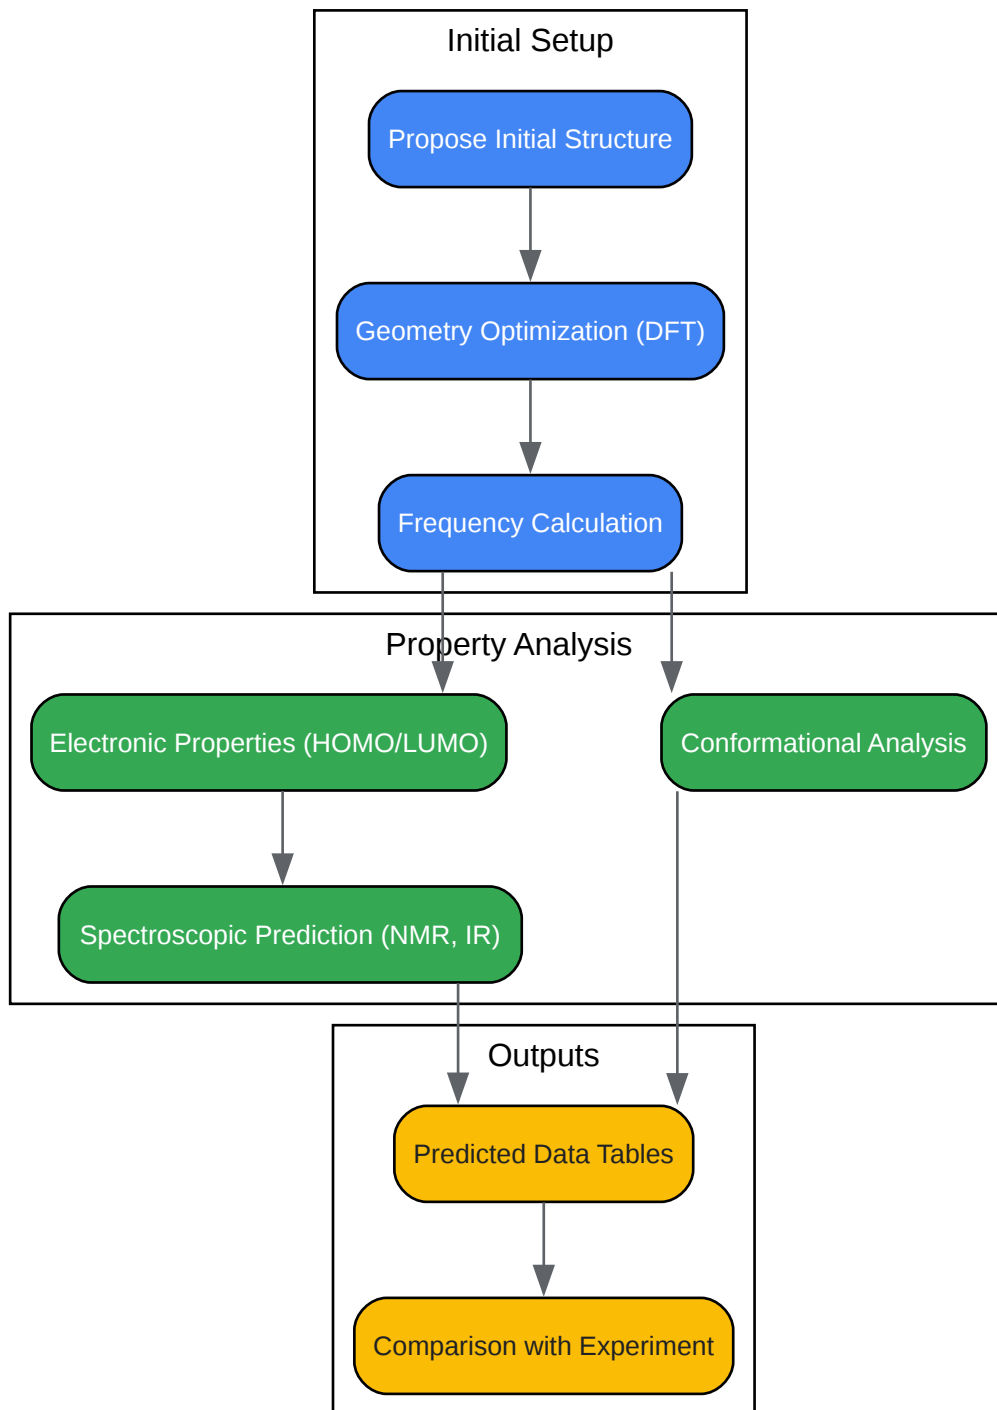 Initial Setup
Propose Initial Structure
Geometry Optimization (DFT)
Frequency Calculation
Property Analysis
Electronic Properties (HOMO/LUMO)
Conformational Analysis
Spectroscopic Prediction (NMR, IR)
Outputs
Predicted Data Tables
Comparison with Experiment